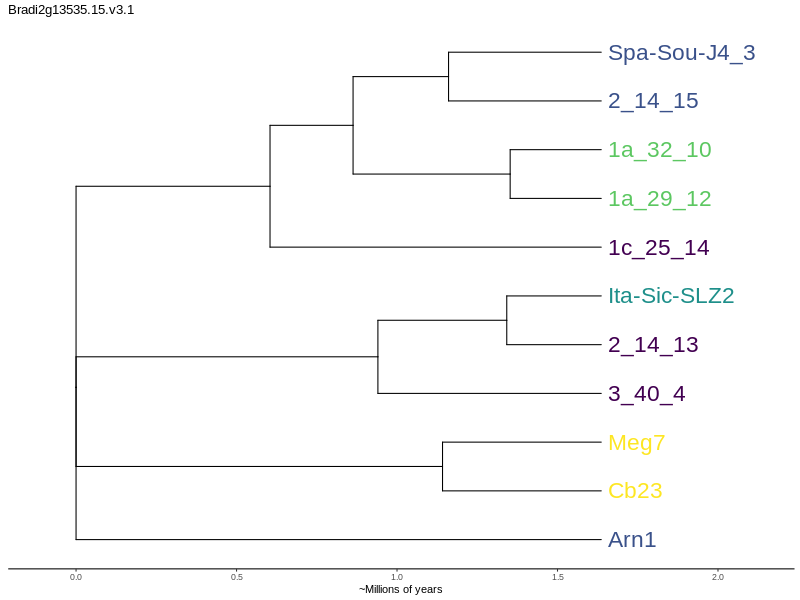 Bradi2g13535.15.v3.1
Spa-Sou-J4_3
2_14_15
1a_32_10
1a_29_12
1c_25_14
Ita-Sic-SLZ2
2_14_13
3_40_4
Meg7
Cb23
Arn1
0.0 0.5 1.0 1.5 2.0
~Millions of years